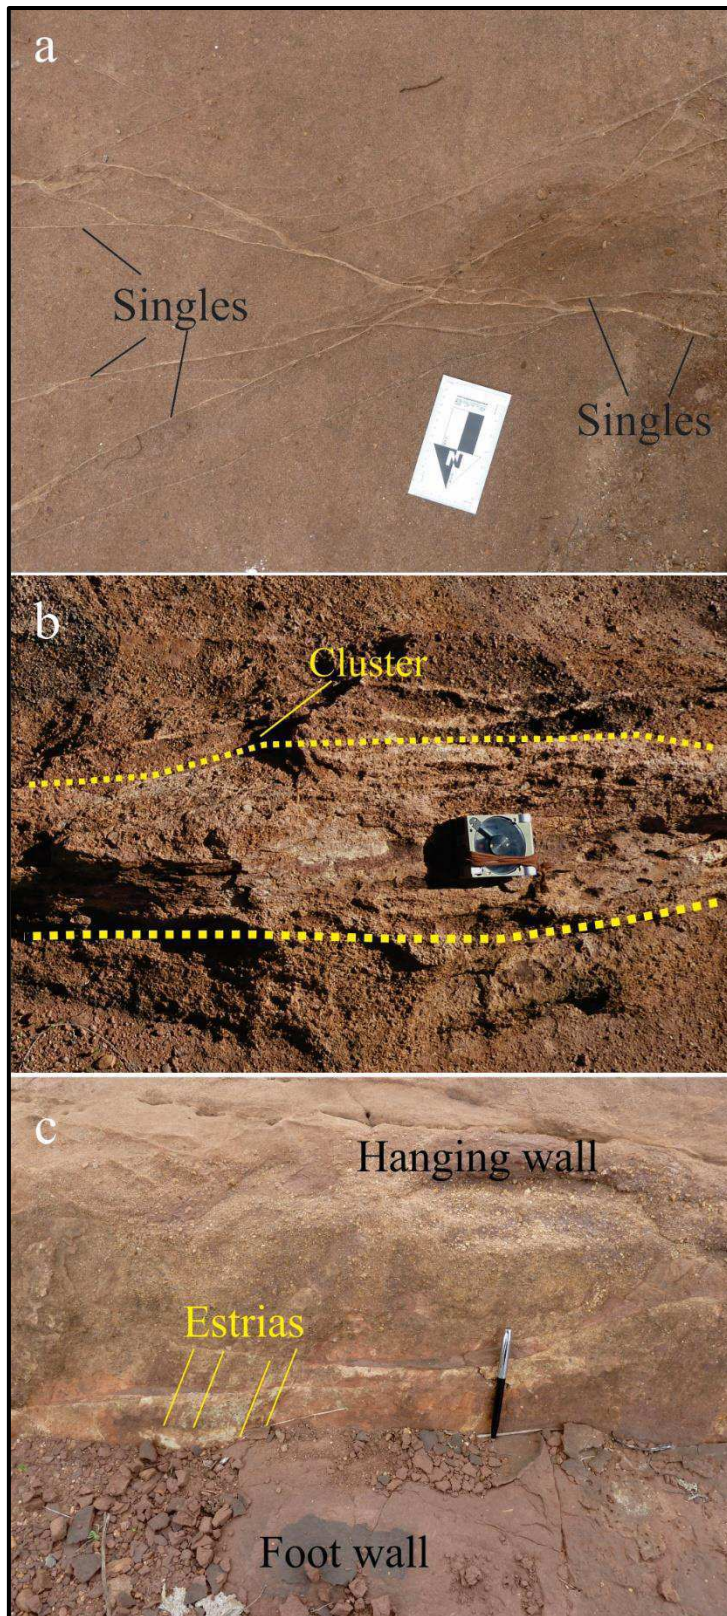 a
Singles
Singles
N
b
Cluster
c
Hanging wall
Estrias
Foot wall